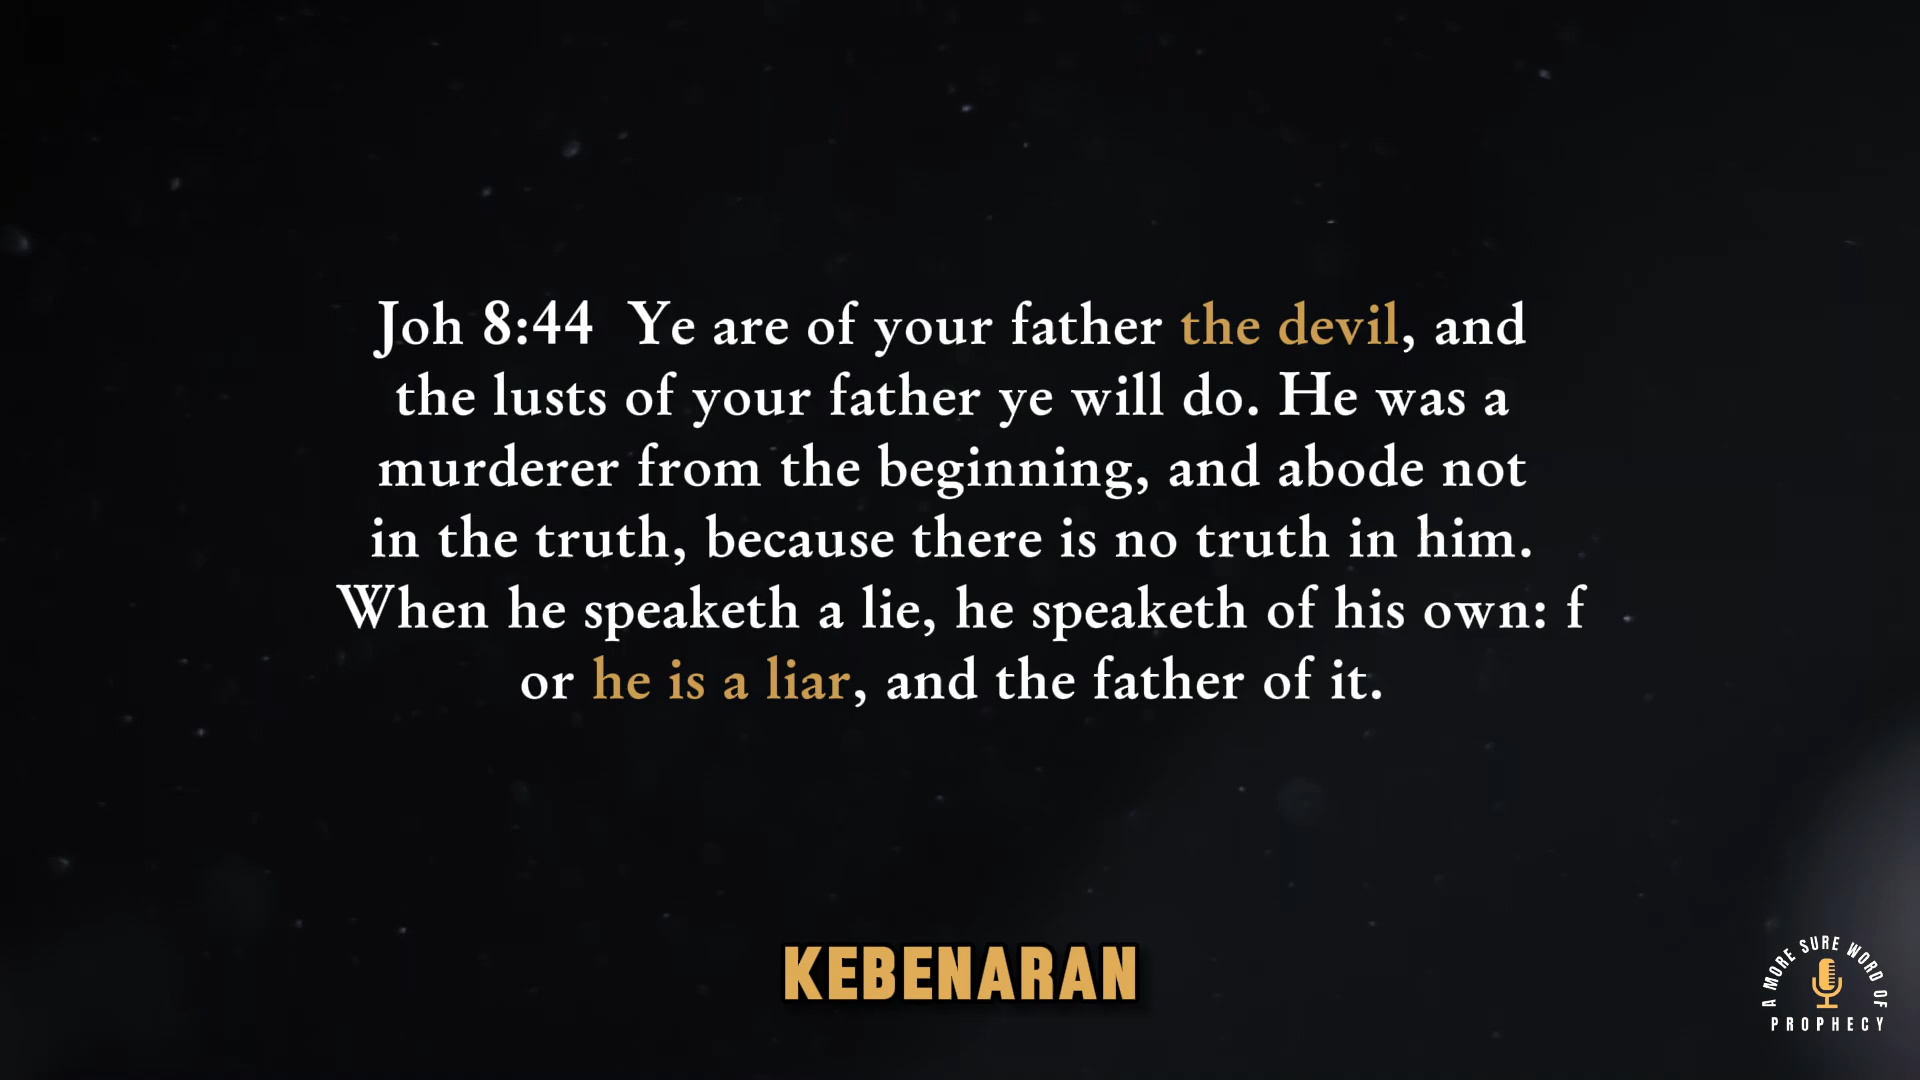 Joh 8:44  Ye are of your father the devil, and
the lusts of your father ye will do. He was a
murderer from the beginning, and abode not
in the truth, because there is no truth in him.
When he speaketh a lie, he speaketh of his own: f
or he is a liar, and the father of it.
KEBENARAN
A MORE SURE WORD OF
PROPHECY